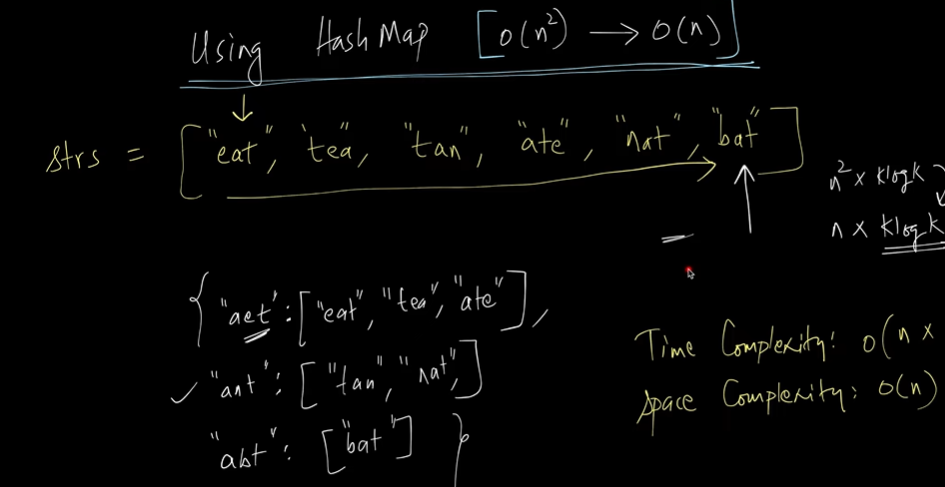 Using HashMap [O(n²) → O(n)]
strs = ["eat", "tea", "tan", "ate", "nat", "bat"]
n² x klogk
n x klogk
{ "aet": ["eat", "tea", "ate"],
✓ "ant": ["tan", "nat",]
"abt": ["bat"] }
Time Complexity: O(n x
Space Complexity: O(n)